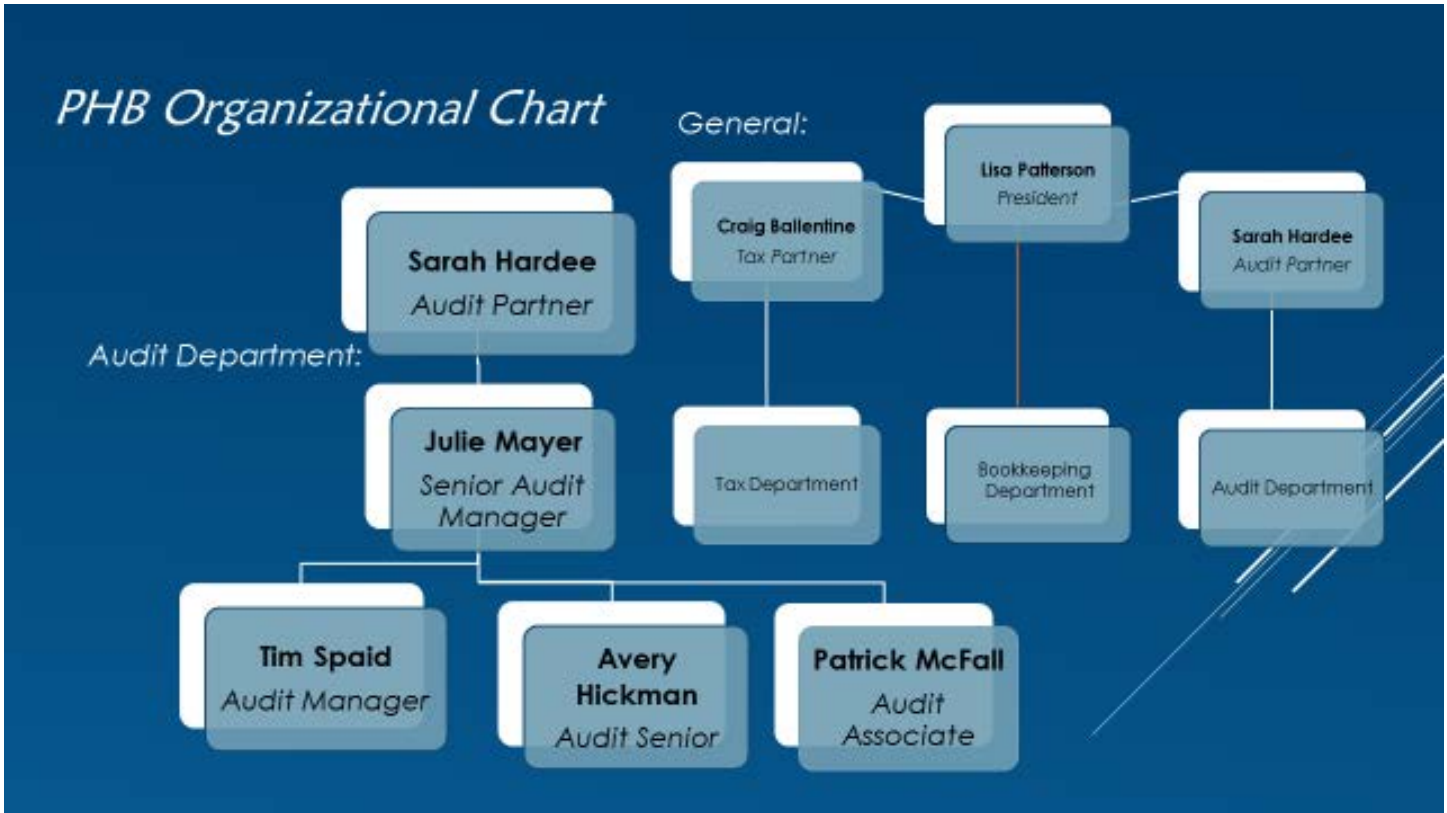 PHB Organizational Chart
General:
Lisa Patterson
President
Craig Ballentine
Tax Partner
Sarah Hardee
Audit Partner
Tax Department
Bookkeeping
Department
Audit Department
Audit Department:
Sarah Hardee
Audit Partner
Julie Mayer
Senior Audit
Manager
Tim Spaid
Audit Manager
Avery
Hickman
Audit Senior
Patrick McFall
Audit
Associate